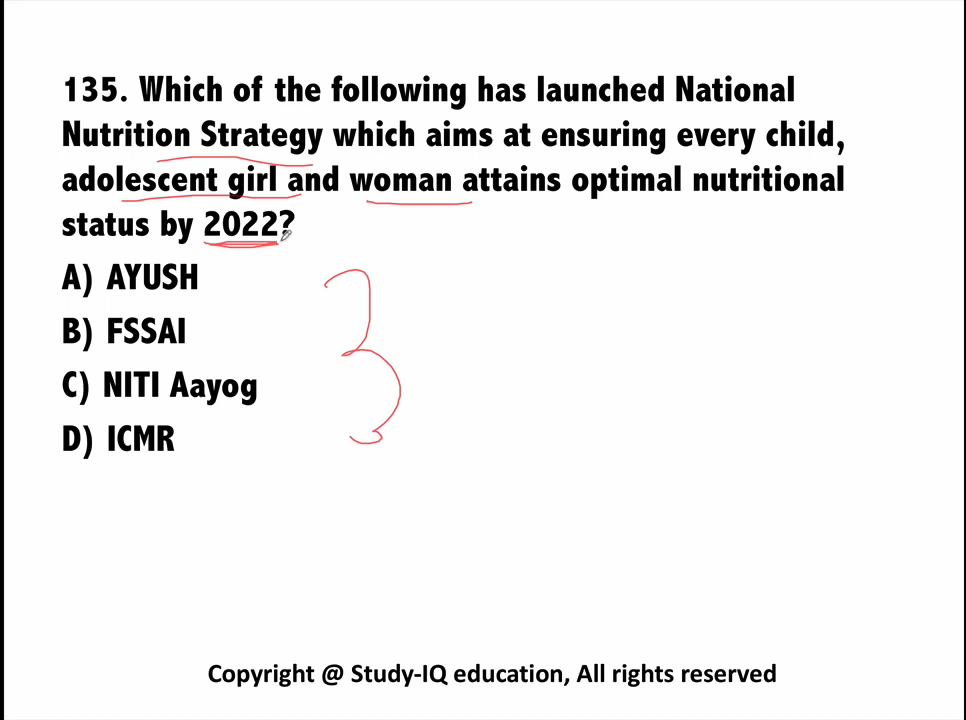 135. Which of the following has launched National
Nutrition Strategy which aims at ensuring every child,
adolescent girl and woman attains optimal nutritional
status by 2022?
A) AYUSH
B) FSSAI
C) NITI Aayog
D) ICMR
Copyright @ Study-IQ education, All rights reserved